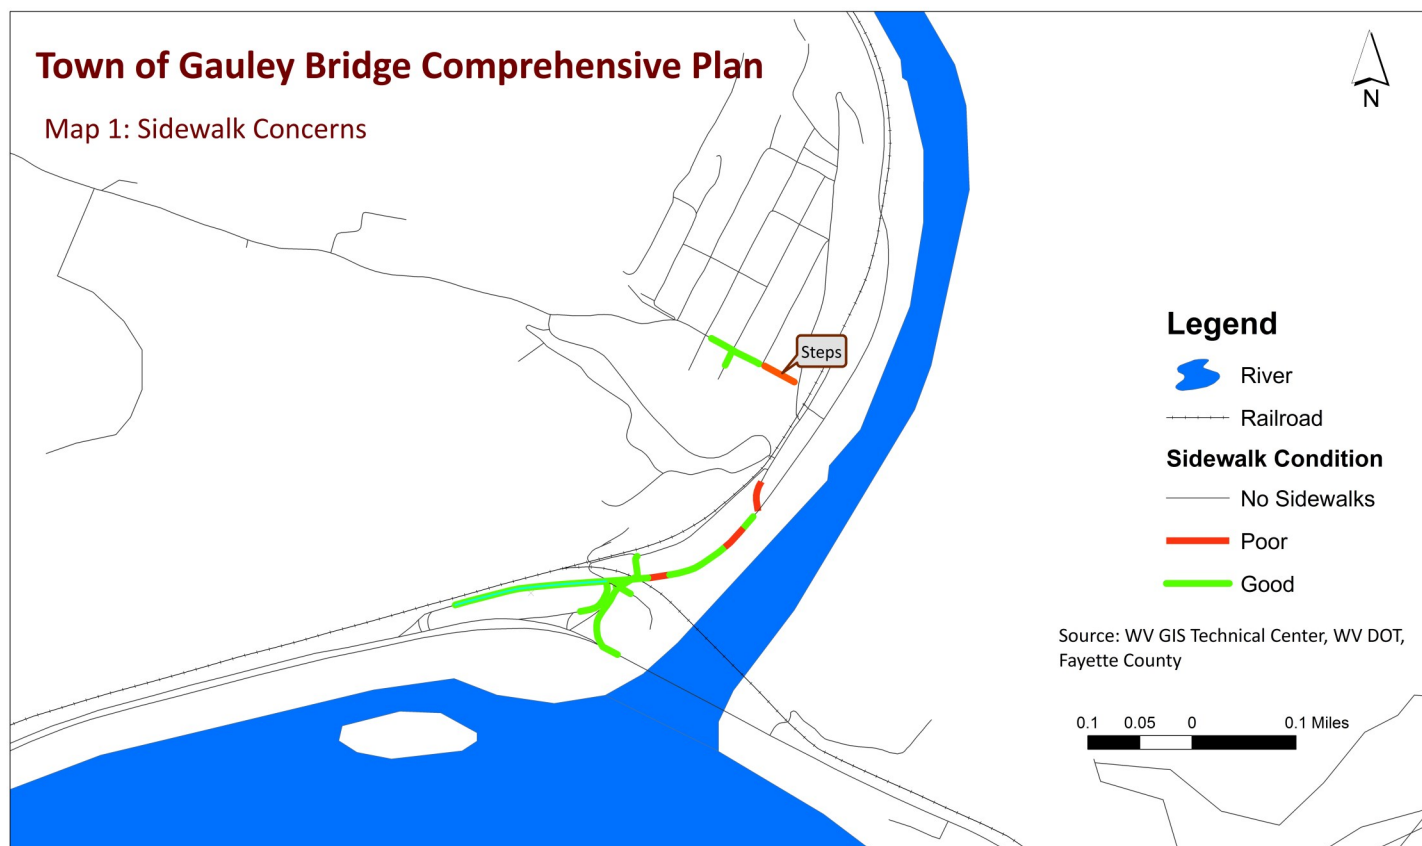 Town of Gauley Bridge Comprehensive Plan
Map 1: Sidewalk Concerns
N
Steps
Legend
River
Railroad
Sidewalk Condition
No Sidewalks
Poor
Good
Source: WV GIS Technical Center, WV DOT,
Fayette County
0.1 0.05 0 0.1 Miles